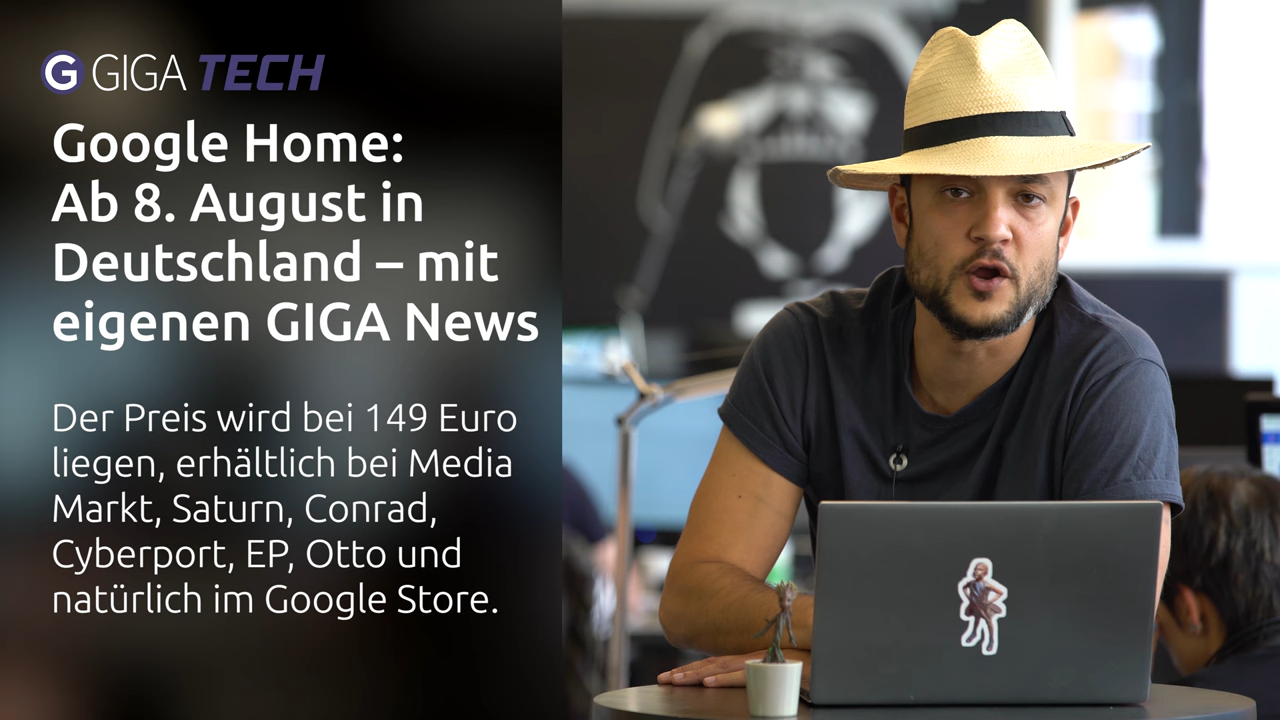 G GIGA TECH
Google Home:
Ab 8. August in
Deutschland – mit
eigenen GIGA News
Der Preis wird bei 149 Euro
liegen, erhältlich bei Media
Markt, Saturn, Conrad,
Cyberport, EP, Otto und
natürlich im Google Store.